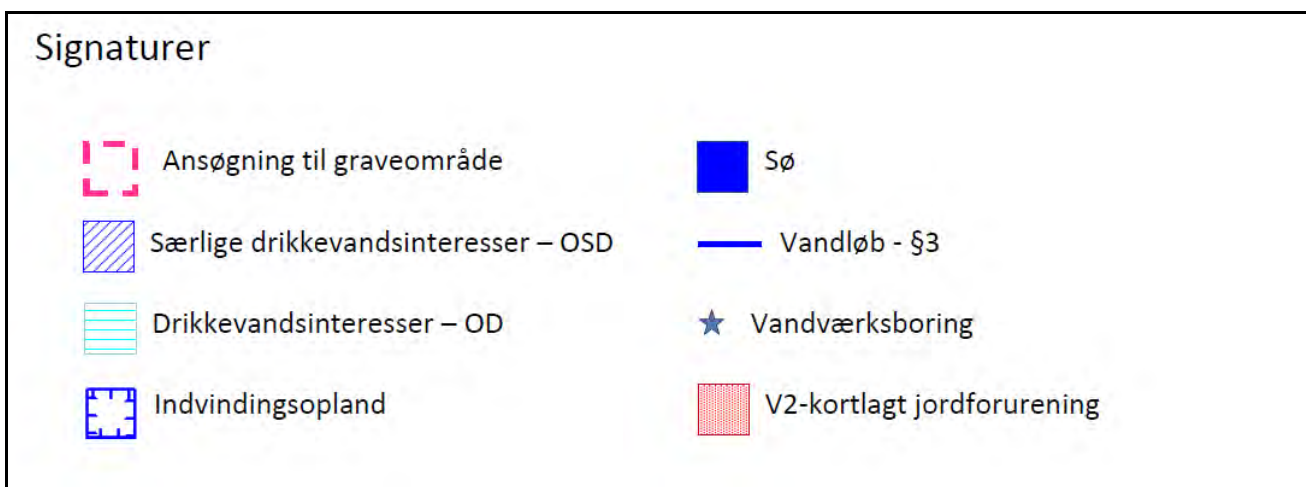 Signaturer
Ansøgning til graveområde
Særlige drikkevandsinteresser – OSD
Drikkevandsinteresser – OD
Indvindingsopland
Sø
Vandløb - §3
Vandværksboring
V2-kortlagt jordforurening